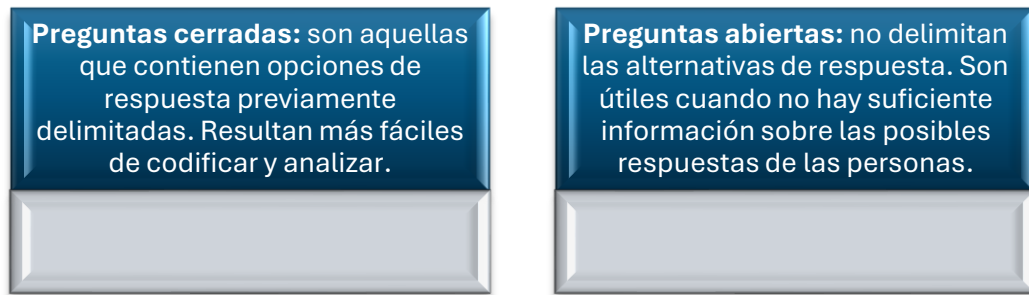 Preguntas cerradas: son aquellas
que contienen opciones de
respuesta previamente
delimitadas. Resultan más fáciles
de codificar y analizar.
Preguntas abiertas: no delimitan
las alternativas de respuesta. Son
útiles cuando no hay suficiente
información sobre las posibles
respuestas de las personas.